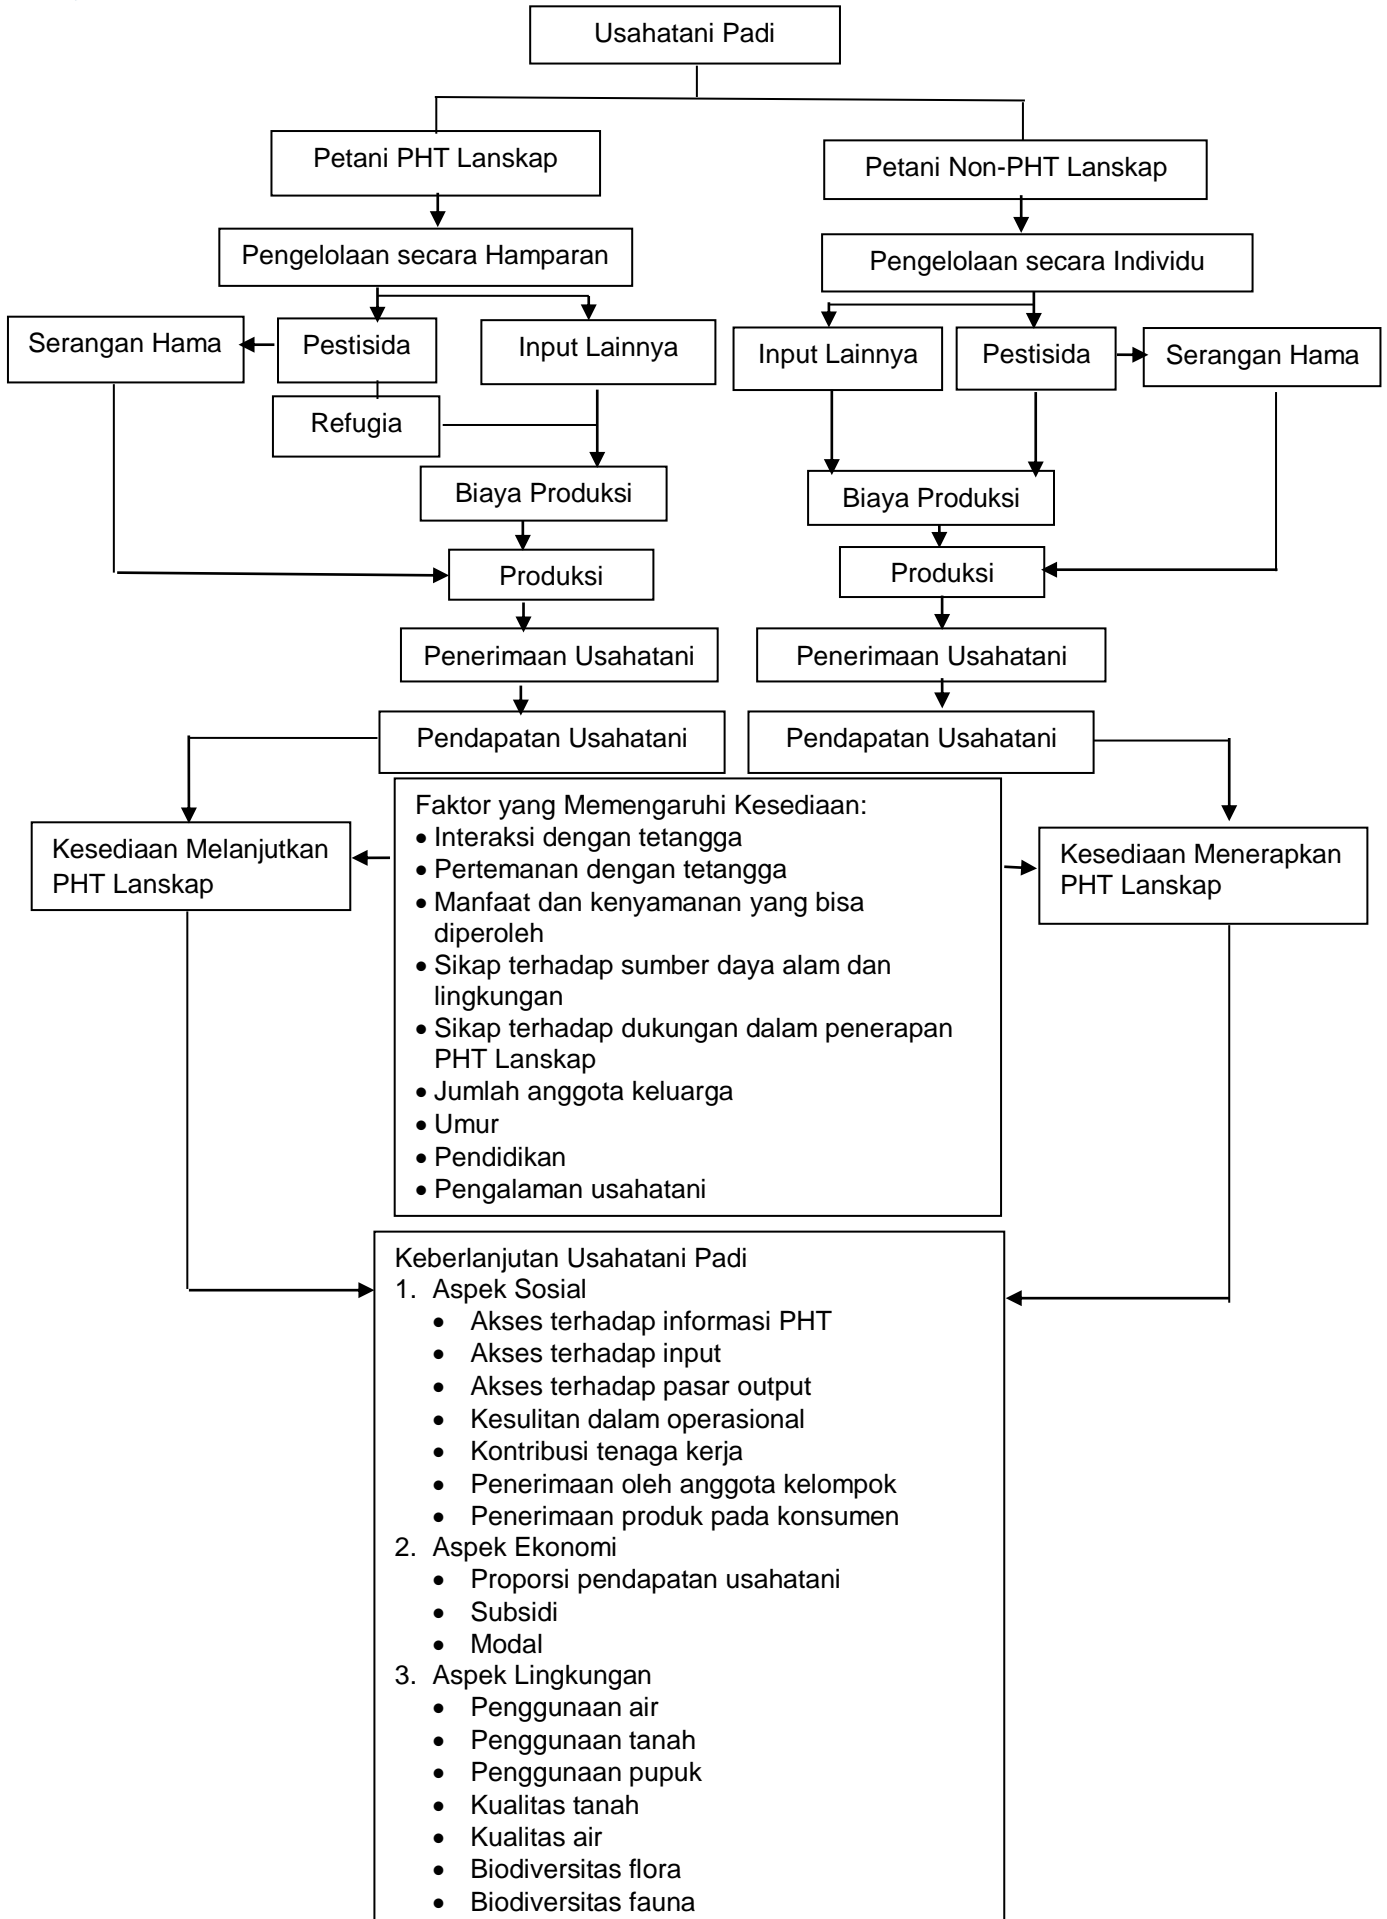 Usahatani Padi
Petani PHT Lanskap
Petani Non-PHT Lanskap
Pengelolaan secara Hamparan
Pengelolaan secara Individu
Serangan Hama
Pestisida
Input Lainnya
Input Lainnya
Pestisida
Serangan Hama
Refugia
Biaya Produksi
Biaya Produksi
Produksi
Produksi
Penerimaan Usahatani
Penerimaan Usahatani
Pendapatan Usahatani
Pendapatan Usahatani
Kesediaan Melanjutkan
PHT Lanskap
Faktor yang Memengaruhi Kesediaan:
• Interaksi dengan tetangga
• Pertemanan dengan tetangga
• Manfaat dan kenyamanan yang bisa
diperoleh
• Sikap terhadap sumber daya alam dan
lingkungan
• Sikap terhadap dukungan dalam penerapan
PHT Lanskap
• Jumlah anggota keluarga
• Umur
• Pendidikan
• Pengalaman usahatani
Kesediaan Menerapkan
PHT Lanskap
Keberlanjutan Usahatani Padi
1. Aspek Sosial
• Akses terhadap informasi PHT
• Akses terhadap input
• Akses terhadap pasar output
• Kesulitan dalam operasional
• Kontribusi tenaga kerja
• Penerimaan oleh anggota kelompok
• Penerimaan produk pada konsumen
2. Aspek Ekonomi
• Proporsi pendapatan usahatani
• Subsidi
• Modal
3. Aspek Lingkungan
• Penggunaan air
• Penggunaan tanah
• Penggunaan pupuk
• Kualitas tanah
• Kualitas air
• Biodiversitas flora
• Biodiversitas fauna